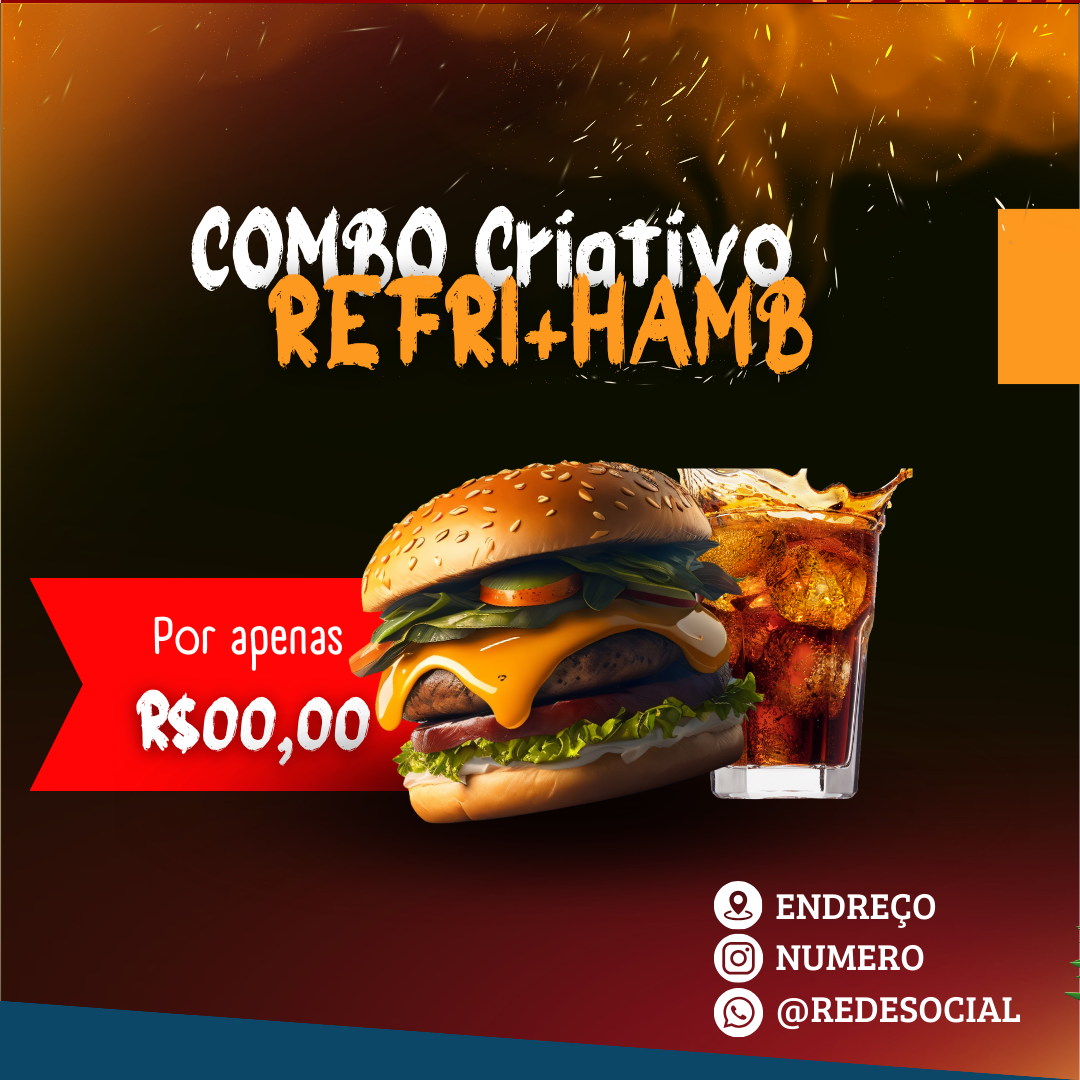 COMBO Criativo
REFRI+HAMB
Por apenas
R$00,00
ENDREÇO
NUMERO
@REDESOCIAL